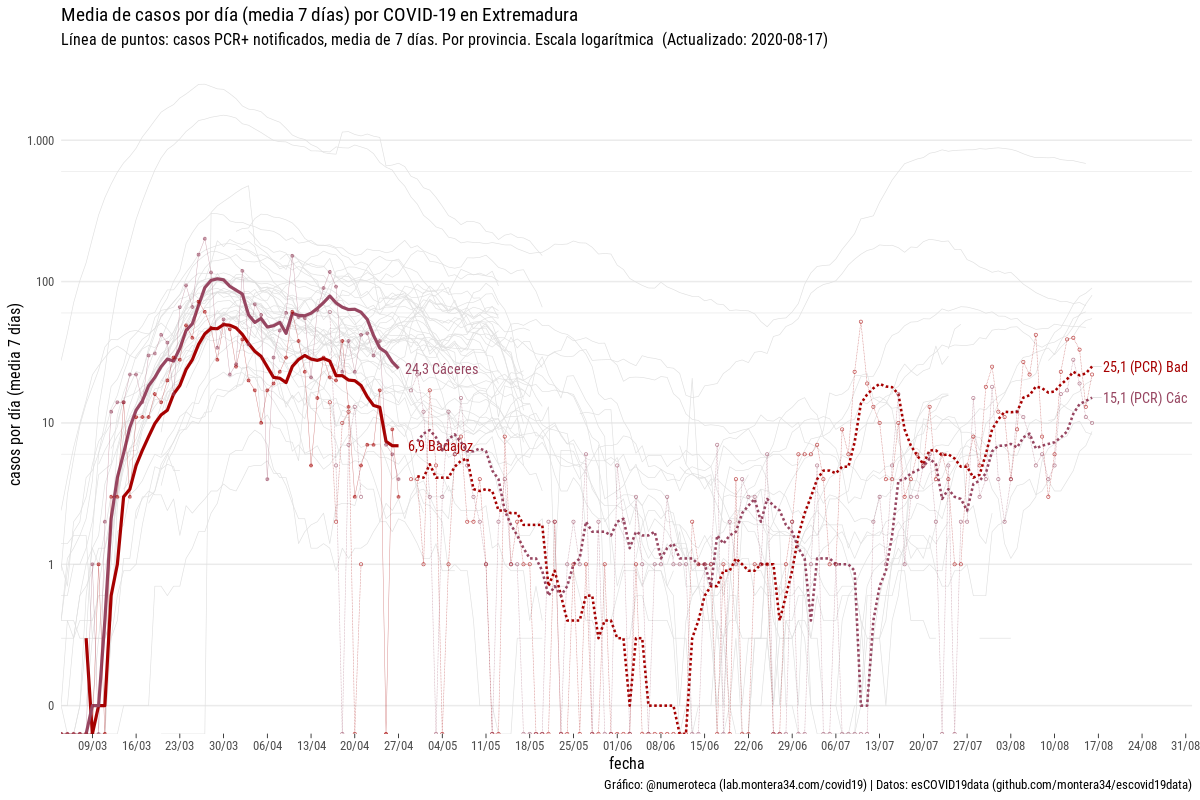 Media de casos por día (media 7 días) por COVID-19 en Extremadura
Línea de puntos: casos PCR+ notificados, media de 7 días. Por provincia. Escala logarítmica  (Actualizado: 2020-08-17)
casos por día (media 7 días)
1.000
100
10
1
0
24,3 Cáceres
6,9 Badajoz
25,1 (PCR) Bad
15,1 (PCR) Các
09/03 16/03 23/03 30/03 06/04 13/04 20/04 27/04 04/05 11/05 18/05 25/05 01/06 08/06 15/06 22/06 29/06 06/07 13/07 20/07 27/07 03/08 10/08 17/08 24/08 31/08
fecha
Gráfico: @numeroteca (lab.montera34.com/covid19) | Datos: esCOVID19data (github.com/montera34/escovid19data)